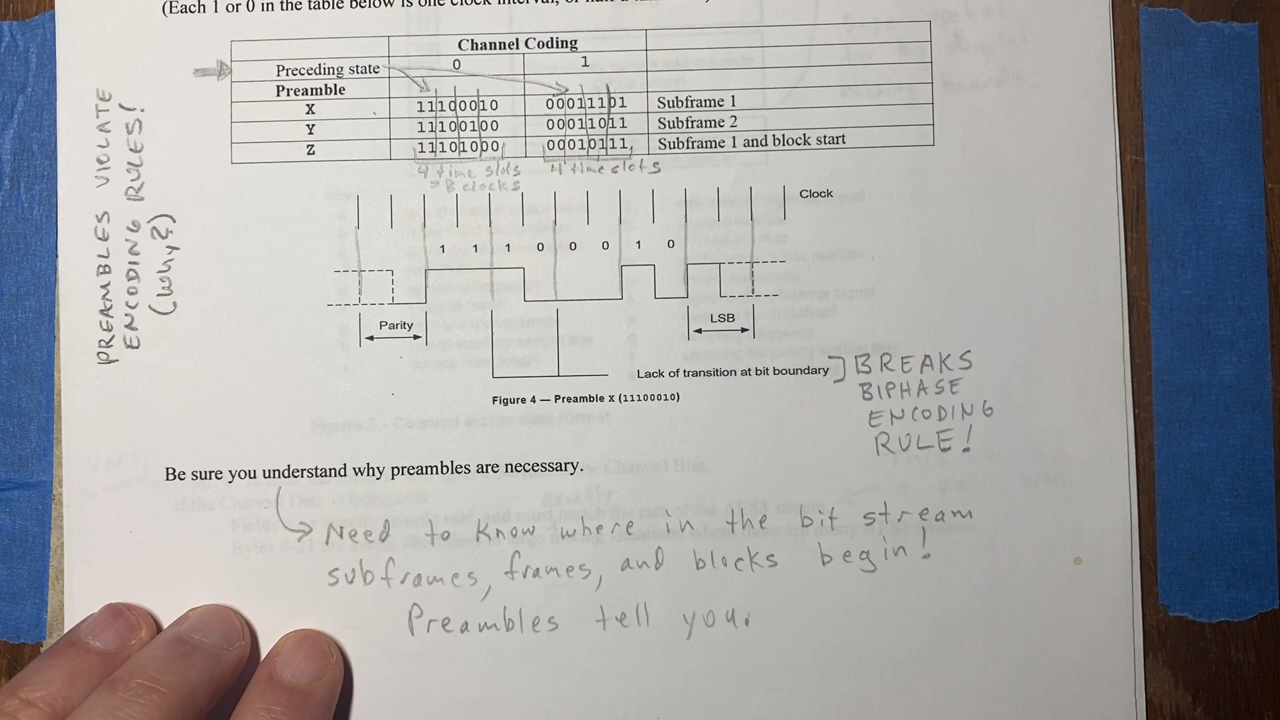 (Each 1 or 0 in the table below is one clock interval, or half a
Channel Coding
Preceding state 0 1
Preamble
X 11100010 00011101 Subframe 1
Y 11100100 00011011 Subframe 2
Z 11101000 00010111 Subframe 1 and block start
4 time slots 4 time slots
= 8 clocks
Clock
1 1 1 0 0 0 1 0
Parity LSB
Lack of transition at bit boundary
Figure 4 — Preamble X (11100010)
PREAMBLES VIOLATE
ENCODING RULES!
(Why?)
BREAKS
BIPHASE
ENCODING
RULE!
Be sure you understand why preambles are necessary.
Need to know where in the bit stream
subframes, frames, and blocks begin!
Preambles tell you.